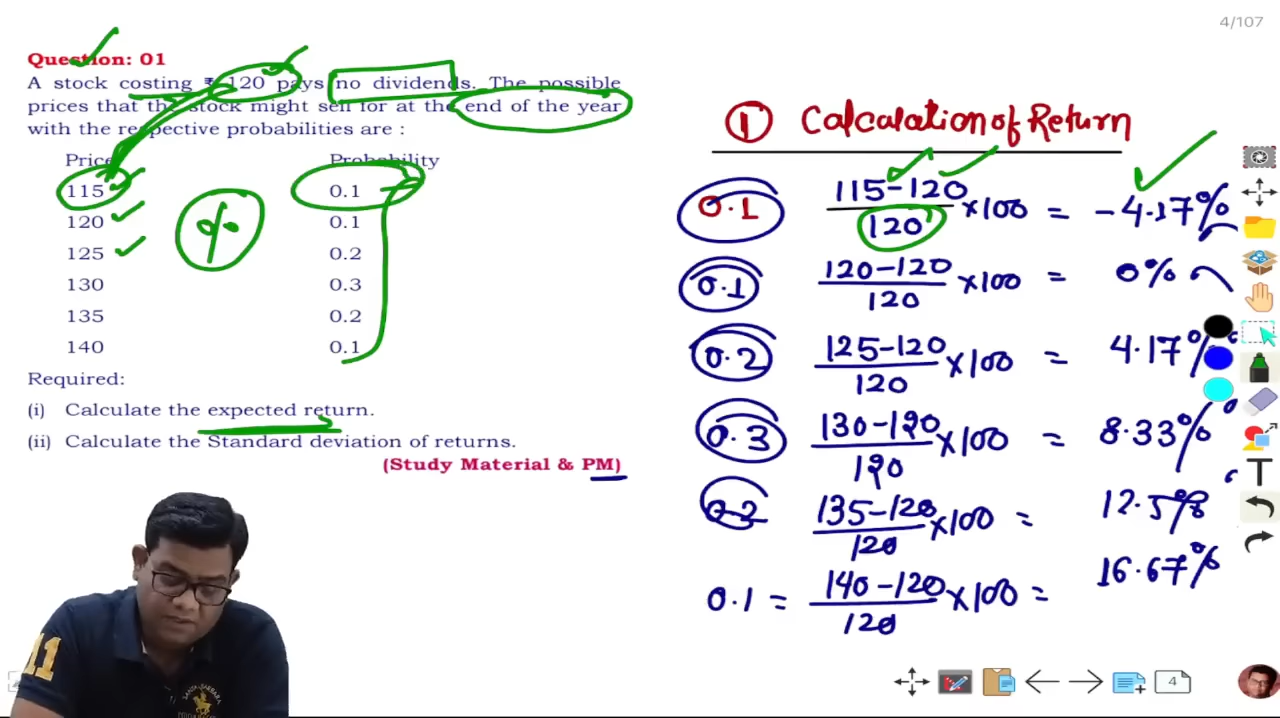 4/107
Question: 01
A stock costing ₹ 120 pays no dividends. The possible
prices that the stock might sell for at the end of the year
with the respective probabilities are :
Price Probability
115 0.1
120 0.1
125 0.2
130 0.3
135 0.2
140 0.1
%
Required:
(i) Calculate the expected return.
(ii) Calculate the Standard deviation of returns.
(Study Material & PM)
① Calculation of Return
0.1 115-120/120 ×100 = -4.17%
0.1 120-120/120 ×100 = 0%
0.2 125-120/120 ×100 = 4.17%
0.3 130-120/120 ×100 = 8.33%
0.2 135-120/120 ×100 = 12.5%
0.1 = 140-120/120 ×100 = 16.67%
T
4
11